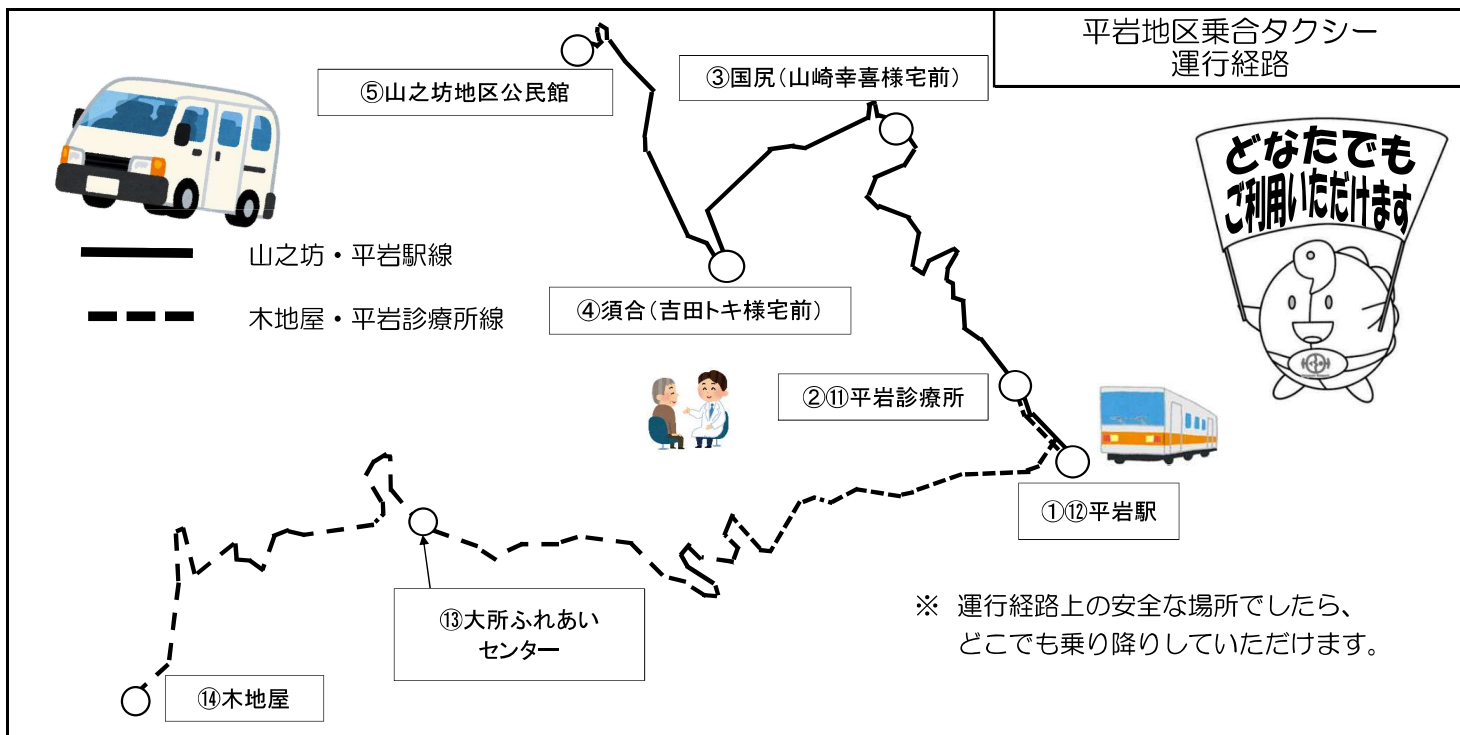 平岩地区乗合タクシー
運行経路
⑤山之坊地区公民館
③国尻（山崎幸喜様宅前）
どなたでも
ご利用いただけます
山之坊・平岩駅線
木地屋・平岩診療所線
④須合（吉田トキ様宅前）
②⑪平岩診療所
①⑫平岩駅
⑬大所ふれあい
センター
⑭木地屋
※ 運行経路上の安全な場所でしたら、
どこでも乗り降りしていただけます。